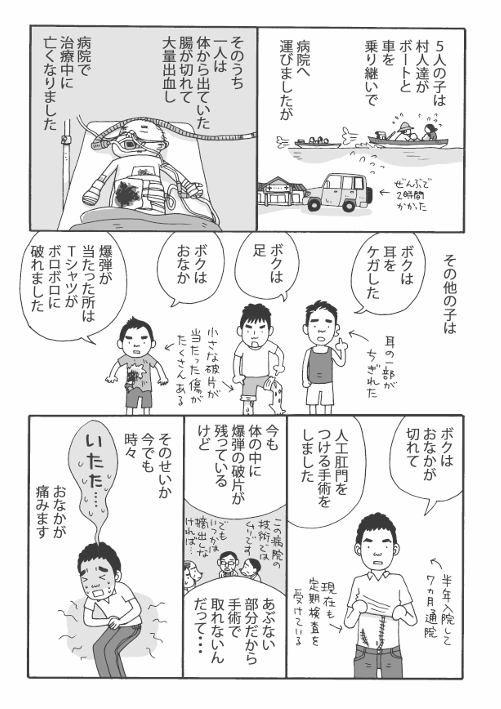 5人の子は
村人達が
ボートと
車を
乗り継いで
病院へ
運びましたが
ぜんぶで
2時間
かかった
そのうち
一人は
体から出ていた
腸が切れて
大量出血し
病院で
治療中に
亡くなりました
その他の子は
ボクは
耳を
ケガした
耳の一部が
ちぎれた
ボクは
足
小さな破片が
当たった傷が
たくさんある
ボクは
おなか
爆弾が
当たった所は
Tシャツが
ボロボロに
破れました
ボクは
おなかが
切れて
人工肛門を
つける手術を
しました
半年入院して
7カ月通院
現在も
定期検査を
受けている
今も
体の中に
爆弾の破片が
残っている
けど
この病院の
技術では
ムリです
でも
いつかは
摘出しな
ければ…
あぶない
部分だから
手術で
取れないん
だって・・・
そのせいか
今でも
時々
いたた……
おなかが
痛みます